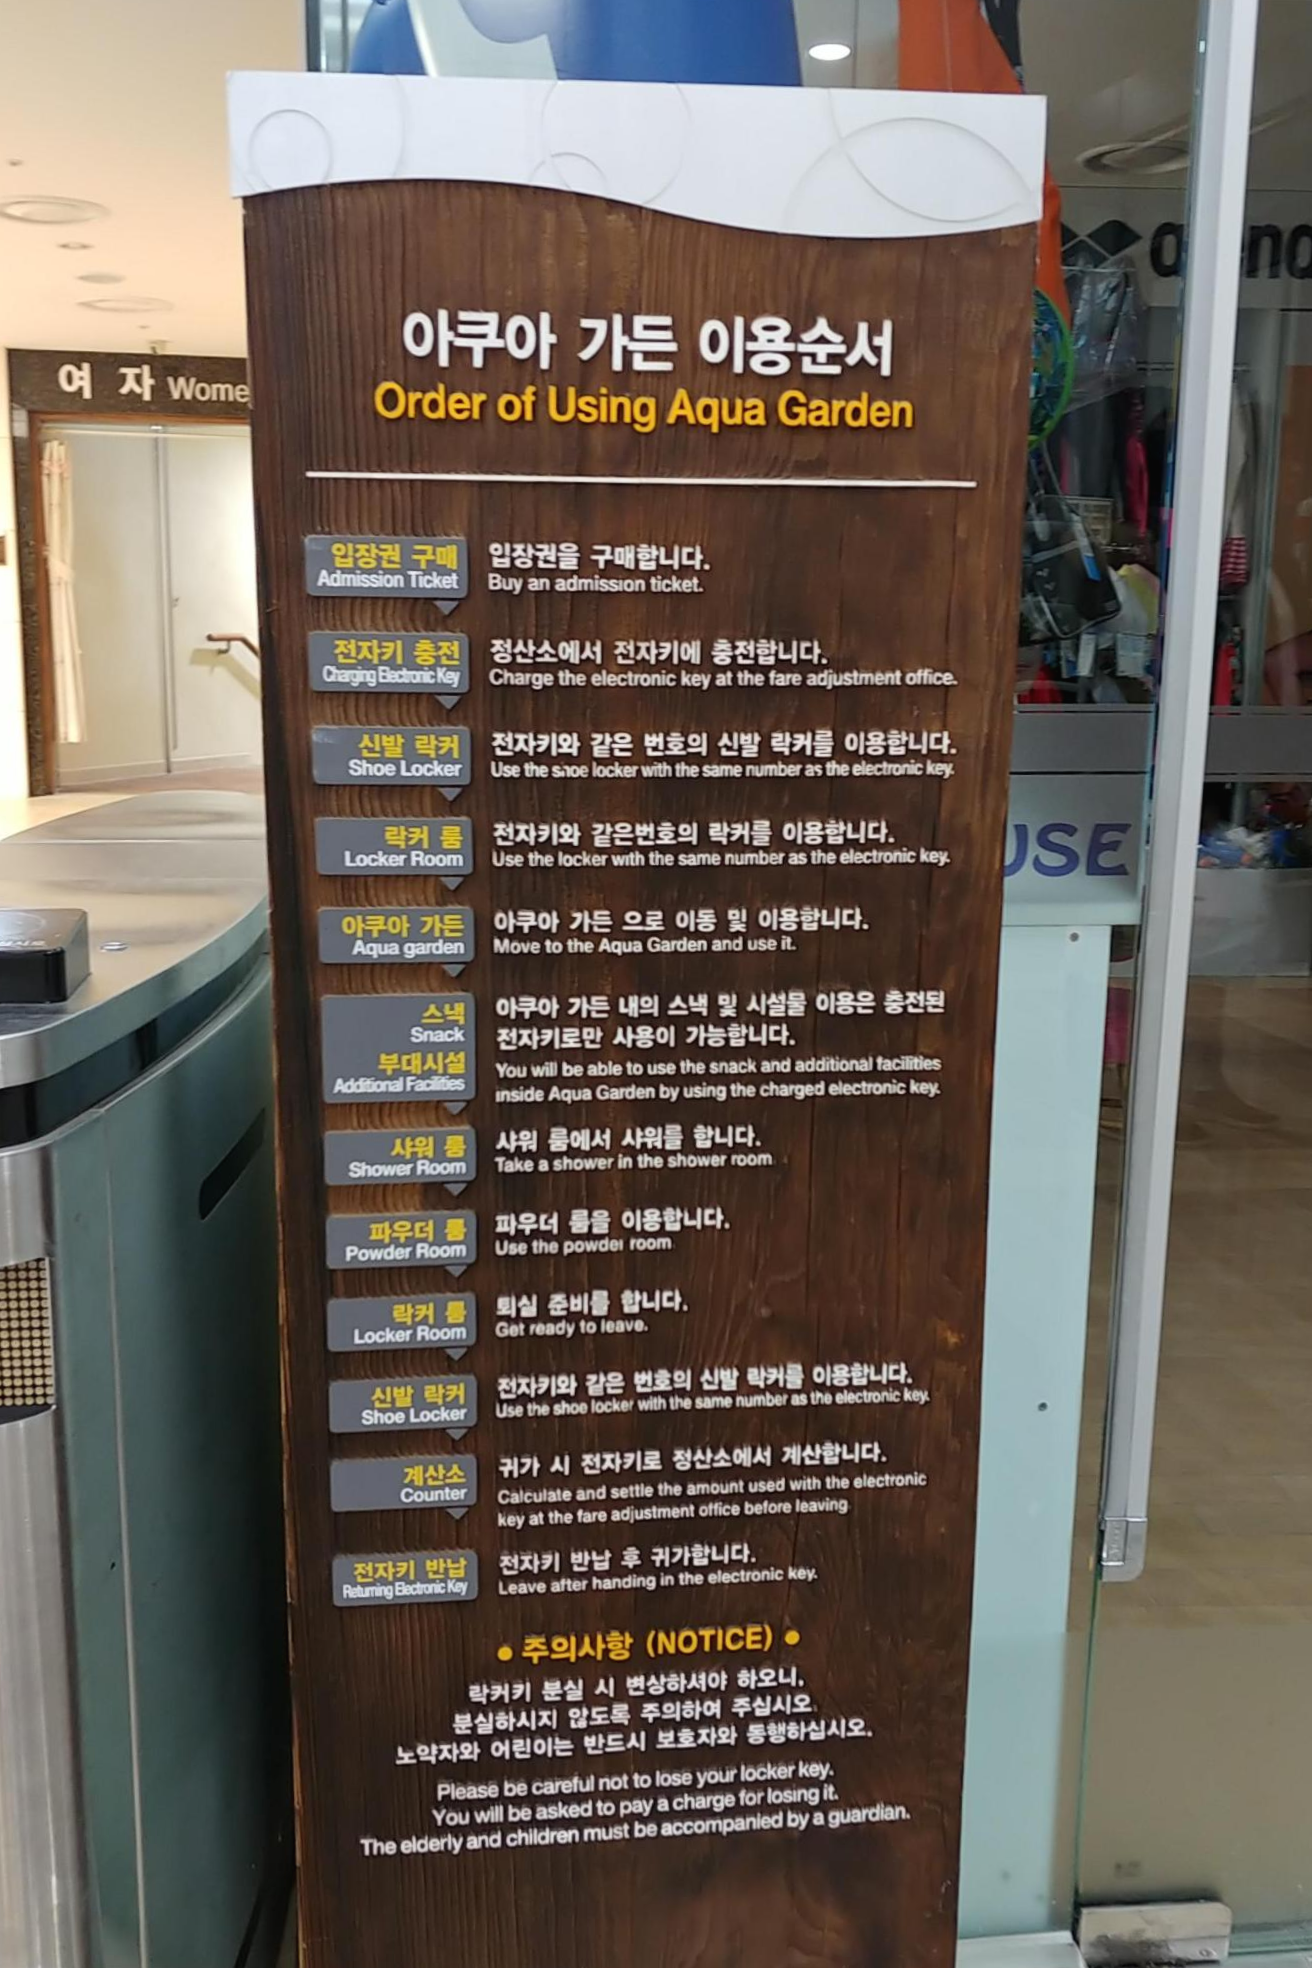 아쿠아 가든 이용순서
Order of Using Aqua Garden
여 자
입장권 구매
Admission Ticket
입장권을 구매합니다.
Buy an admission ticket.
전자키 충전
Charging Electronic Key
정산소에서 전자키에 충전합니다.
Charge the electronic key at the fare adjustment office.
신발 락커
Shoe Locker
전자키와 같은 번호의 신발 락커를 이용합니다.
Use the shoe locker with the same number as the electronic key.
락커 룸
Locker Room
전자키와 같은번호의 락커를 이용합니다.
Use the locker with the same number as the electronic key.
아쿠아 가든
Aqua garden
아쿠아 가든 으로 이동 및 이용합니다.
Move to the Aqua Garden and use it.
스낵
Snack
부대시설
Additional Facilities
아쿠아 가든 내의 스낵 및 시설물 이용은 충전된
전자키로만 사용이 가능합니다.
You will be able to use the snack and additional facilities
inside Aqua Garden by using the charged electronic key.
샤워 룸
Shower Room
샤워 룸에서 샤워를 합니다.
Take a shower in the shower room
파우더 룸
Powder Room
파우더 룸을 이용합니다.
Use the powder room
락커 룸
Locker Room
퇴실 준비를 합니다.
Get ready to leave.
신발 락커
Shoe Locker
전자키와 같은 번호의 신발 락커를 이용합니다.
Use the shoe locker with the same number as the electronic key.
계산소
Counter
귀가 시 전자키로 정산소에서 계산합니다.
Calculate and settle the amount used with the electronic
key at the fare adjustment office before leaving
전자키 반납
Returning Electronic Key
전자키 반납 후 귀가합니다.
Leave after handing in the electronic key.
• 주의사항 (NOTICE) •
락커키 분실 시 변상하셔야 하오니.
분실하시지 않도록 주의하여 주십시오
노약자와 어린이는 반드시 보호자와 동행하십시오.
Please be careful not to lose your locker key.
You will be asked to pay a charge for losing it.
The elderly and children must be accompanied by a guardian.